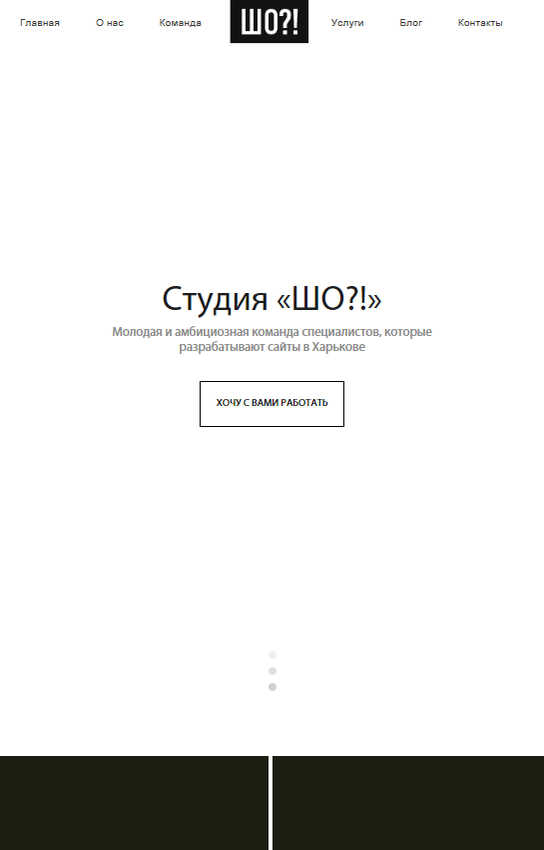 Главная О нас Команда ШО?! Услуги Блог Контакты
Студия «ШО?!»
Молодая и амбициозная команда специалистов, которые
разрабатывают сайты в Харькове
ХОЧУ С ВАМИ РАБОТАТЬ